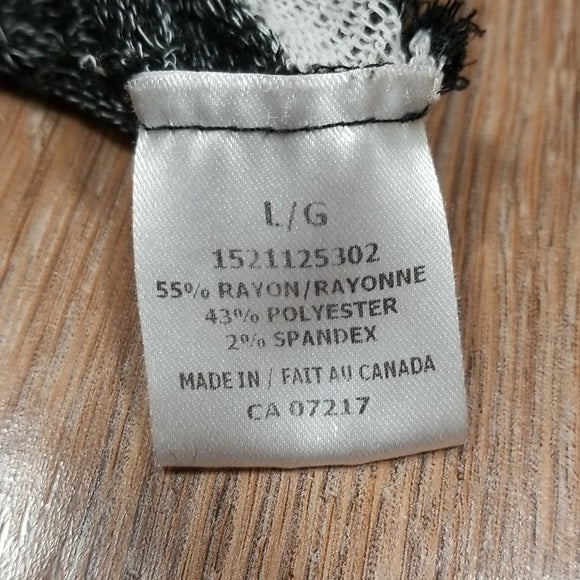 L/G
1521125302
55% RAYON/RAYONNE
43% POLYESTER
2% SPANDEX
MADE IN / FAIT AU CANADA
CA 07217